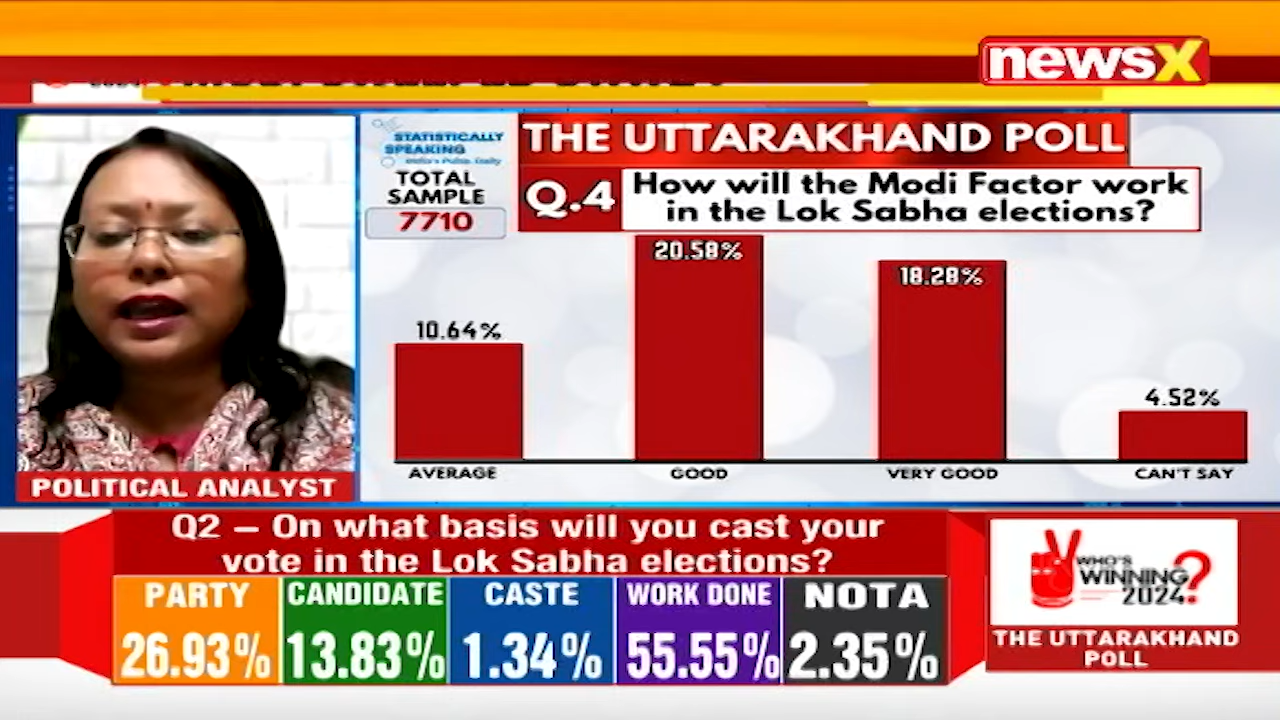 newsX
STATISTICALLY
SPEAKING
India's Pulse, Daily
TOTAL
SAMPLE
7710
THE UTTARAKHAND POLL
Q.4
How will the Modi Factor work
in the Lok Sabha elections?
10.64%
20.58%
18.28%
4.52%
AVERAGE
GOOD
VERY GOOD
CAN'T SAY
POLITICAL ANALYST
Q2 – On what basis will you cast your
vote in the Lok Sabha elections?
PARTY
CANDIDATE
CASTE
WORK DONE
NOTA
26.93%
13.83%
1.34%
55.55%
2.35%
WHO'S
WINNING
2024?
THE UTTARAKHAND
POLL